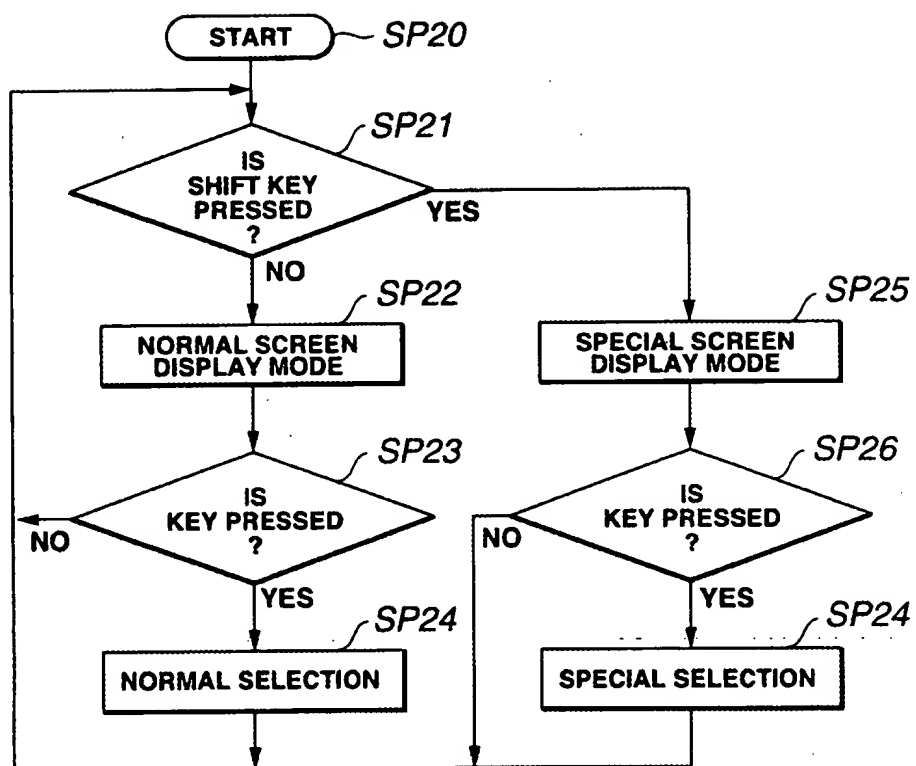 START
SP20
SP21
IS
SHIFT KEY
PRESSED
?
YES
NO
SP22
NORMAL SCREEN
DISPLAY MODE
SP25
SPECIAL SCREEN
DISPLAY MODE
SP23
IS
KEY PRESSED
?
NO
YES
SP26
IS
KEY PRESSED
?
NO
YES
SP24
NORMAL SELECTION
SP24
SPECIAL SELECTION